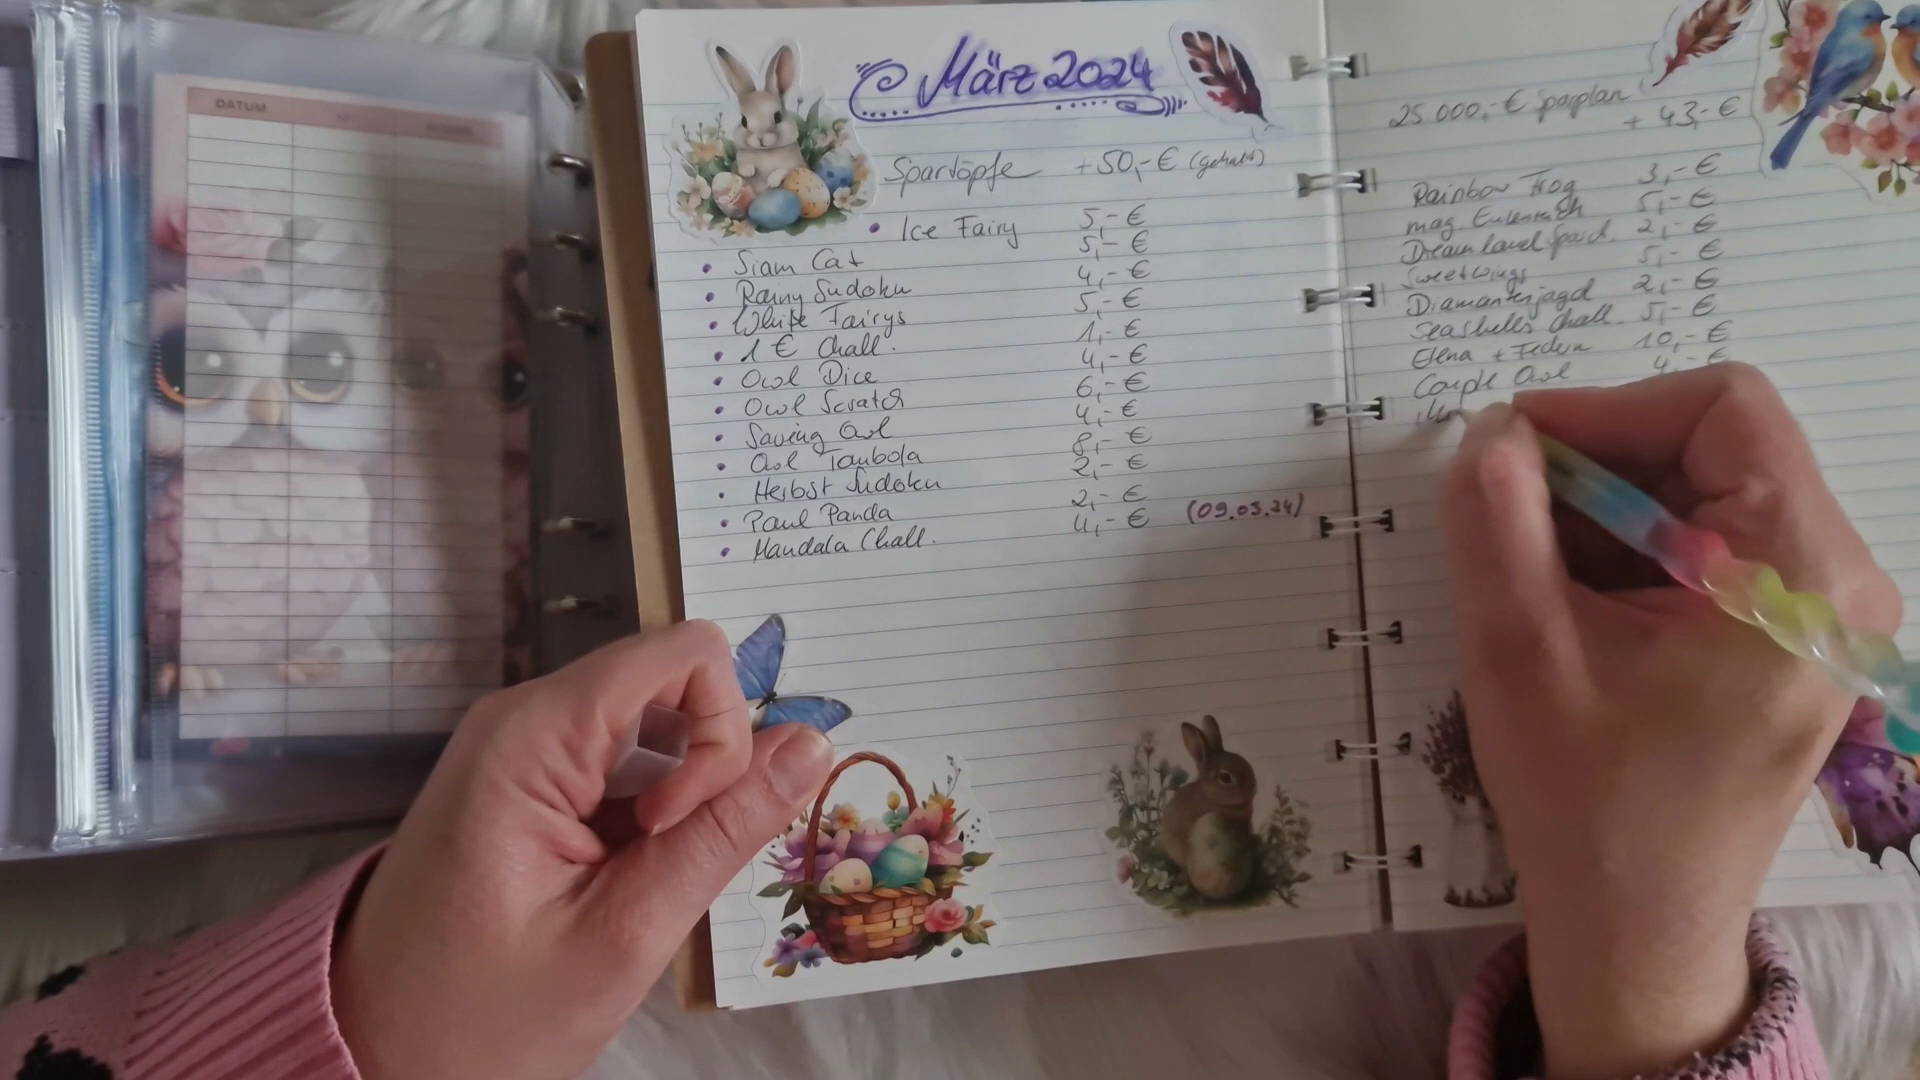 DATUM
März 2024
Spartöpfe +50,-€ (gehalt)
• Ice Fairy 5,-€
• Siam Cat 5,-€
• Rainy Sudoku 4,-€
• White Fairys 5,-€
• 1€ Chall. 1,-€
• Owl Dice 4,-€
• Owl Scratch 6,-€
• Saving Owl 4,-€
• Owl Tombola 8,-€
• Herbst Sudoku 2,-€
• Paul Panda 2,-€
• Mandala Chall. 4,-€ (09.03.24)
25 000,-€ Sparplan
+ 43,-€
Rainbow Frog 3,-€
mag. Eulenreich 5,-€
Dreamland Spard. 2,-€
Sweet Wings 5,-€
Diamantenjagd 2,-€
Seashells Chall. 5,-€
Elena + Federn 10,-€
Couple Owl 4,-€